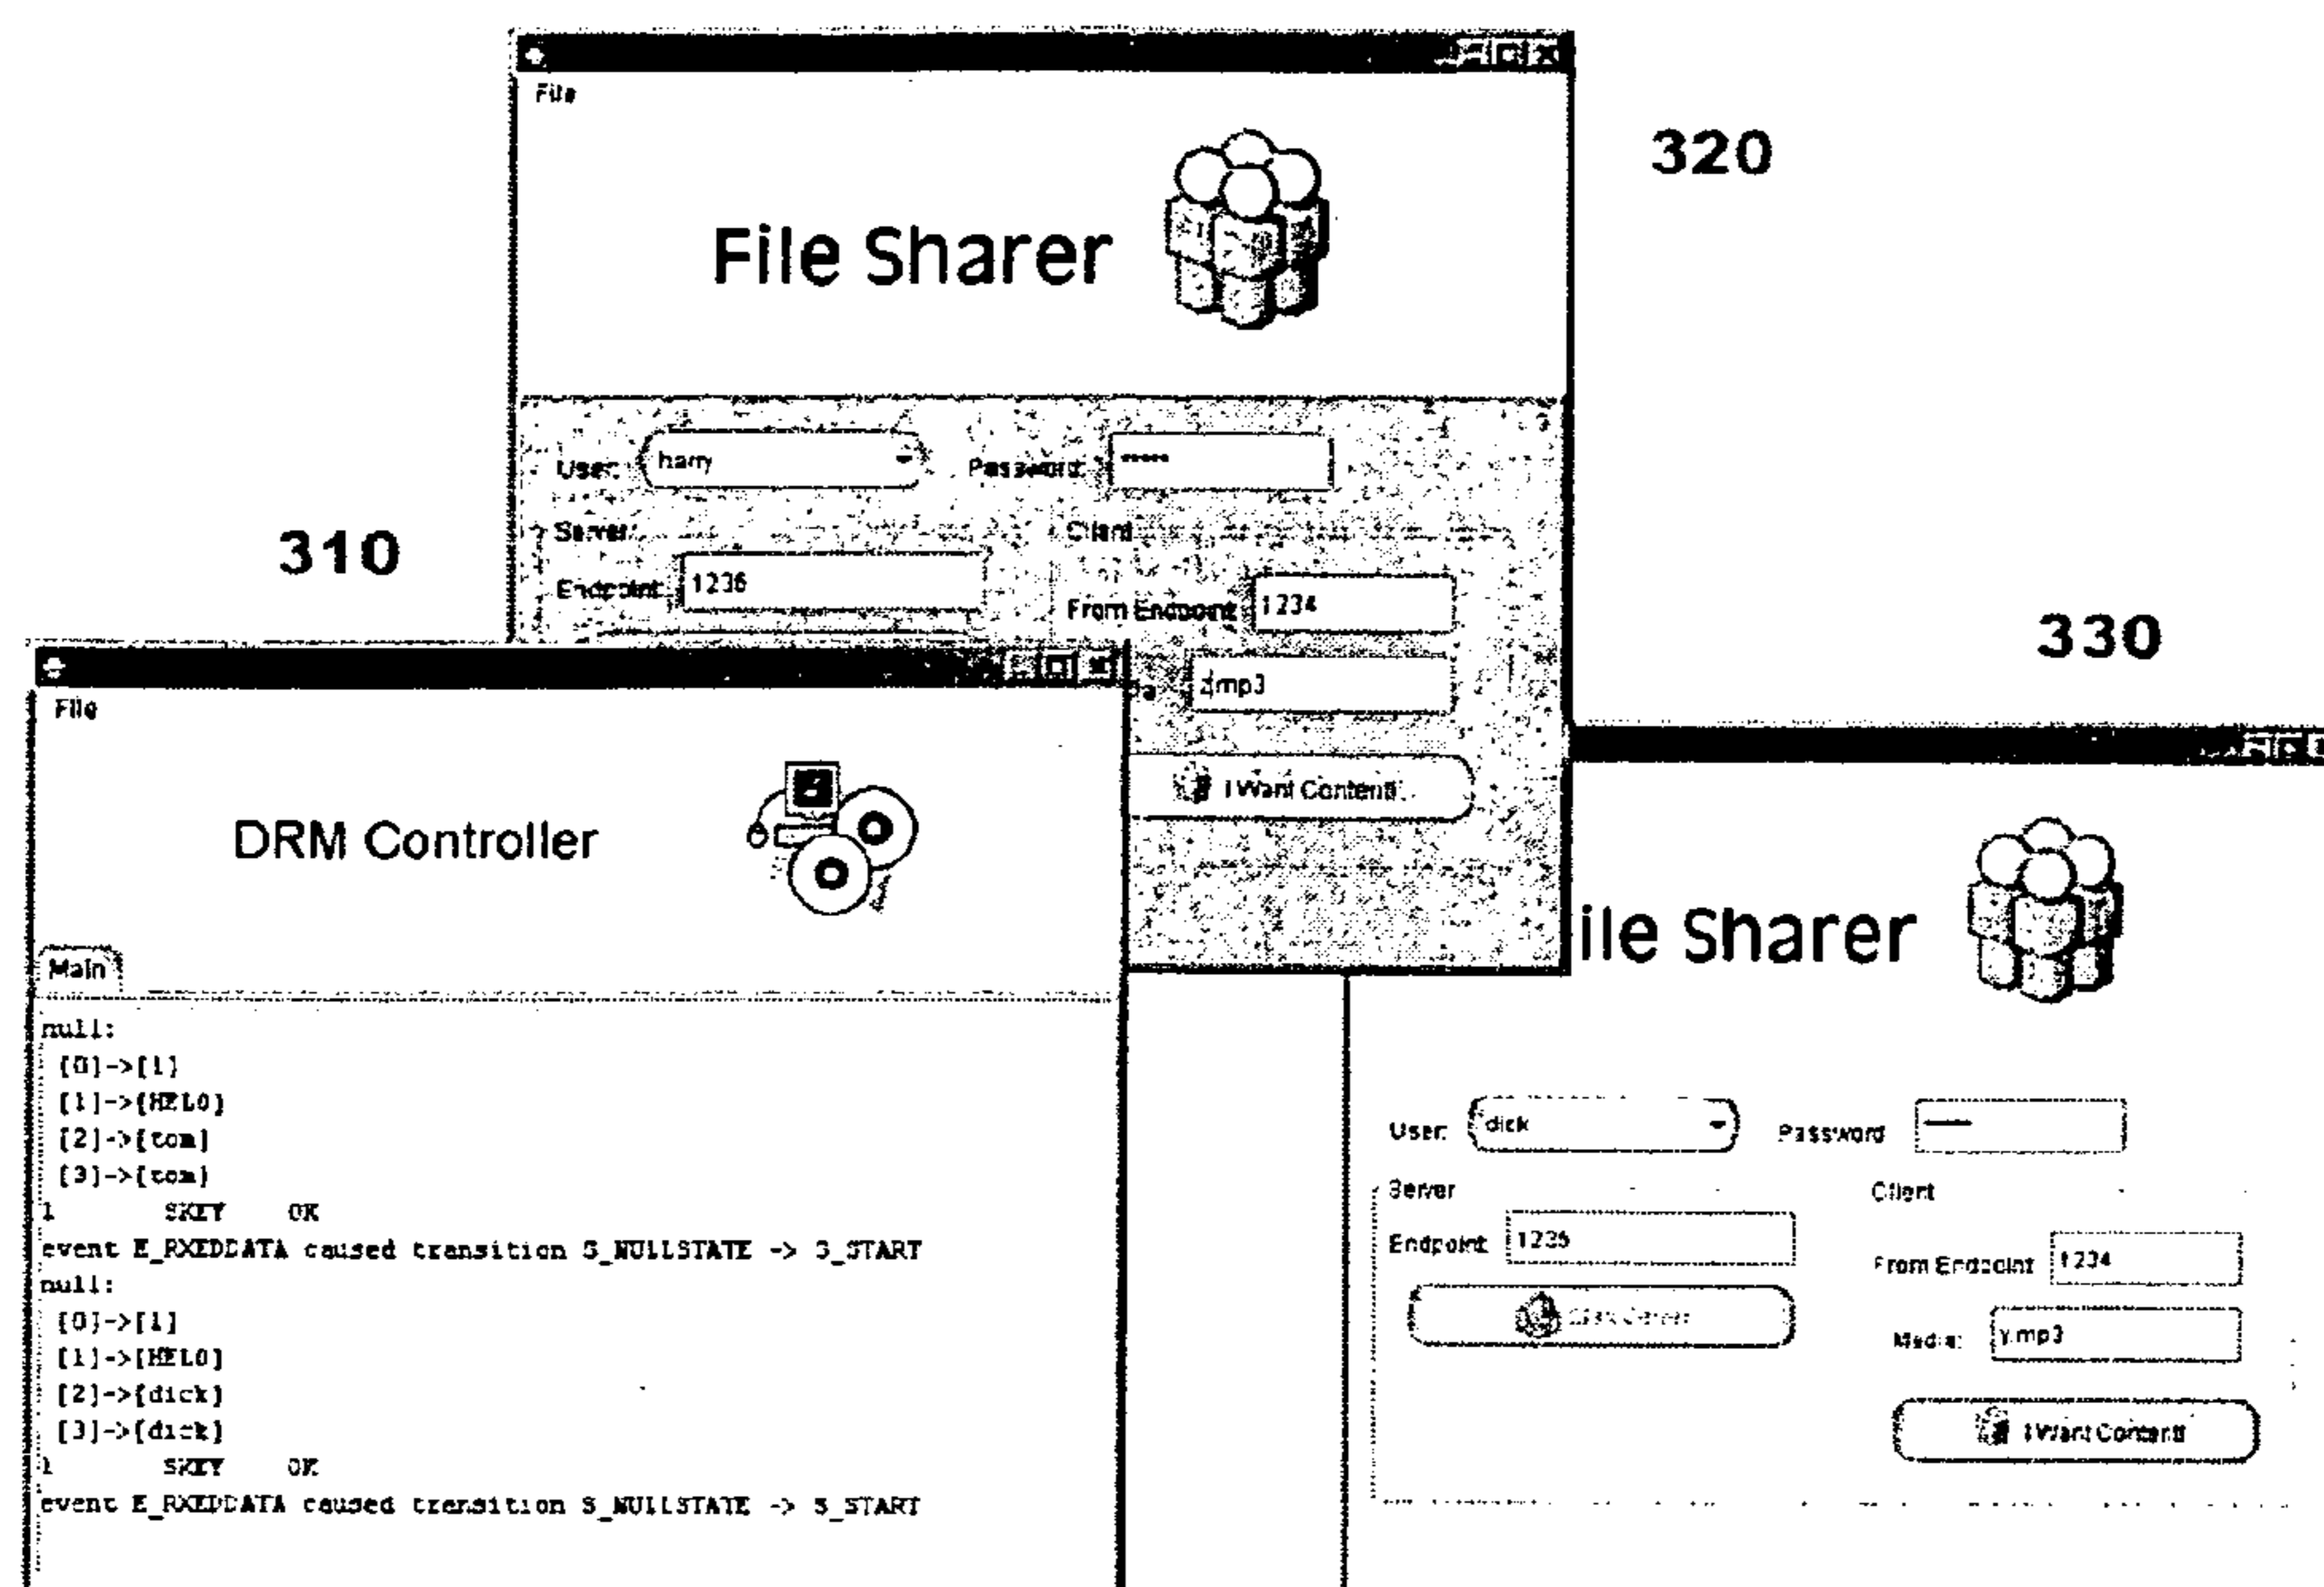 File
320
File Sharer
User: harry Password: *****
Server Client
310
Endpoint: 1236
From Endpoint: 1234
330
z.mp3
I Want Content!
File
DRM Controller
Main
null:
[0]->[1]
[1]->[HELO]
[2]->[tom]
[3]->[tom]
1 SKEY OK
event E_RXEDDATA caused transition S_NULLSTATE -> S_START
null:
[0]->[1]
[1]->[HELO]
[2]->[dick]
[3]->[dick]
1 SKEY OK
event E_RXEDDATA caused transition S_NULLSTATE -> S_START
ile Sharer
User: dick Password
Server Client
Endpoint: 1235
From Endpoint 1234
Media: y.mp3
I Want Content!